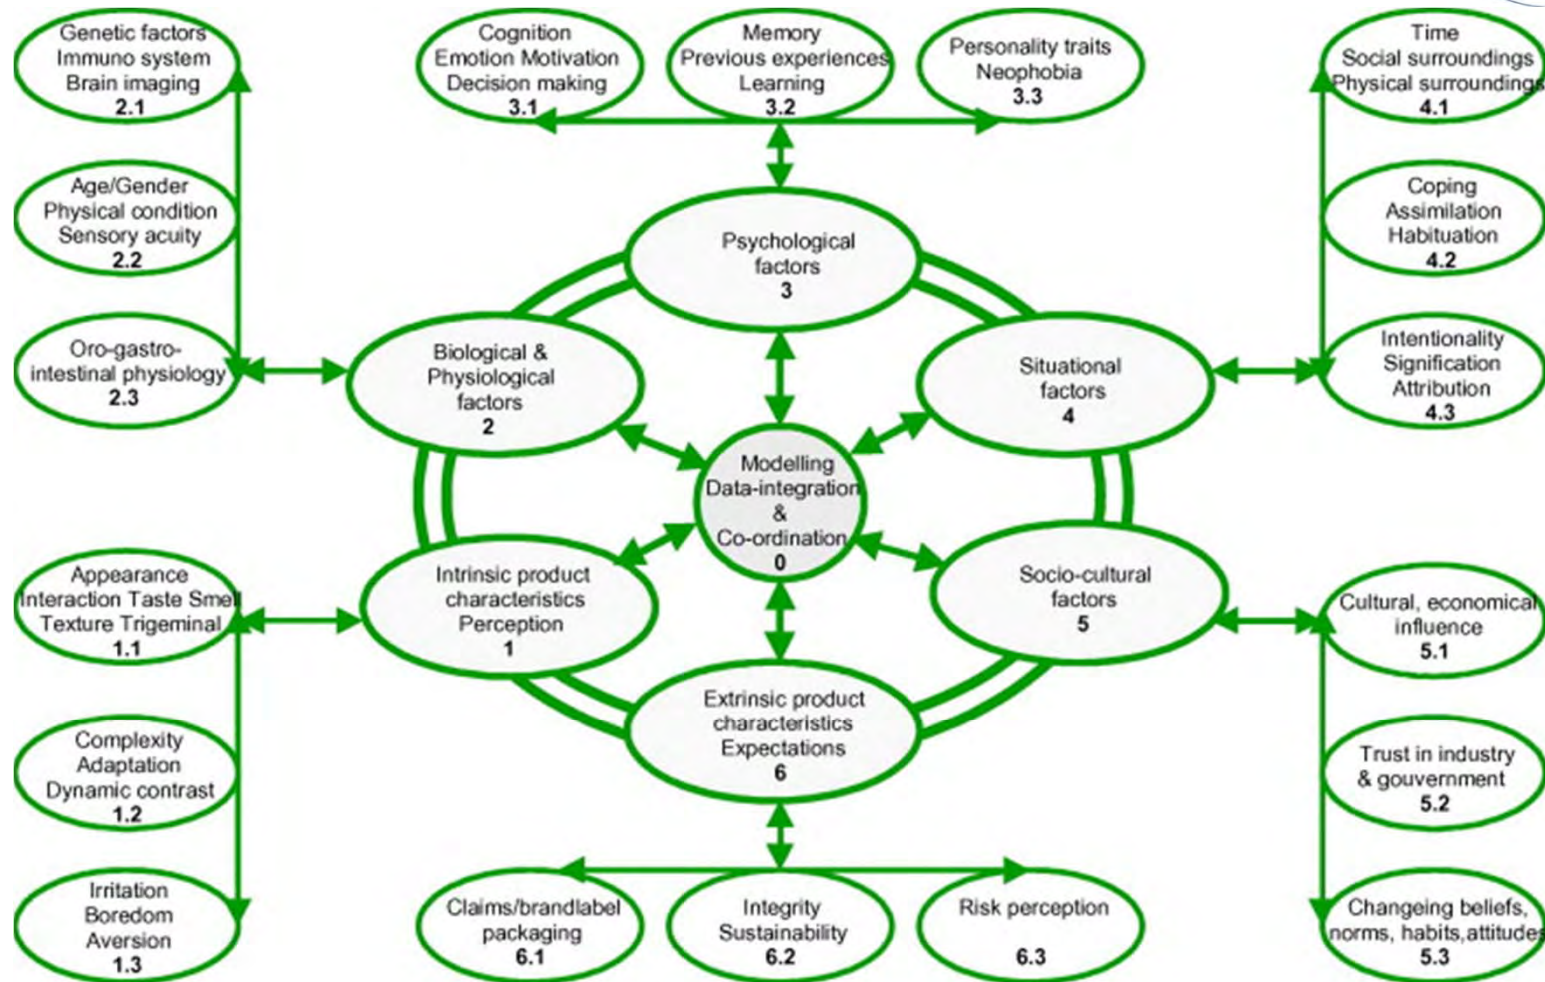 Genetic factors
Immuno system
Brain imaging
2.1
Cognition
Emotion Motivation
Decision making
3.1
Memory
Previous experiences
Learning
3.2
Personality traits
Neophobia
3.3
Time
Social surroundings
Physical surroundings
4.1
Age/Gender
Physical condition
Sensory acuity
2.2
Coping
Assimilation
Habituation
4.2
Psychological
factors
3
Oro-gastro-
intestinal physiology
2.3
Biological &
Physiological
factors
2
Situational
factors
4
Intentionality
Signification
Attribution
4.3
Modelling
Data-integration
&
Co-ordination
0
Appearance
Interaction Taste Smell
Texture Trigeminal
1.1
Intrinsic product
characteristics
Perception
1
Socio-cultural
factors
5
Cultural, economical
influence
5.1
Extrinsic product
characteristics
Expectations
6
Complexity
Adaptation
Dynamic contrast
1.2
Trust in industry
& gouvernment
5.2
Irritation
Boredom
Aversion
1.3
Claims/brandlabel
packaging
6.1
Integrity
Sustainability
6.2
Risk perception
6.3
Changeing beliefs,
norms, habits,attitudes
5.3